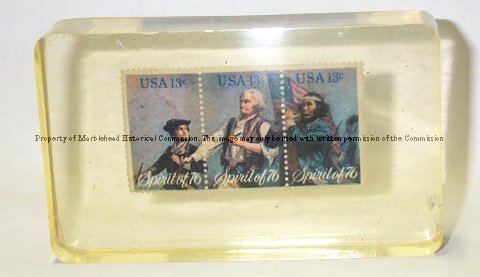 USA 13c USA 13c USA 13c
Property of Marblehead Historical Commission. The image may only be used with written permission of the Commission
Spirit of 76 Spirit of 76 Spirit of 76